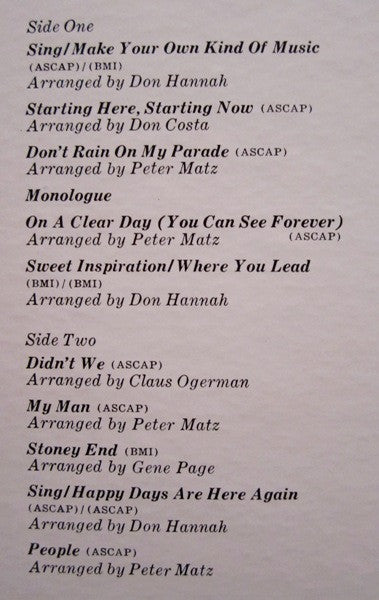 Side One
Sing/Make Your Own Kind Of Music
(ASCAP)/(BMI)
Arranged by Don Hannah
Starting Here, Starting Now (ASCAP)
Arranged by Don Costa
Don't Rain On My Parade (ASCAP)
Arranged by Peter Matz
Monologue
On A Clear Day (You Can See Forever)
Arranged by Peter Matz (ASCAP)
Sweet Inspiration/Where You Lead
(BMI)/(BMI)
Arranged by Don Hannah
Side Two
Didn't We (ASCAP)
Arranged by Claus Ogerman
My Man (ASCAP)
Arranged by Peter Matz
Stoney End (BMI)
Arranged by Gene Page
Sing/Happy Days Are Here Again
(ASCAP)/(ASCAP)
Arranged by Don Hannah
People (ASCAP)
Arranged by Peter Matz